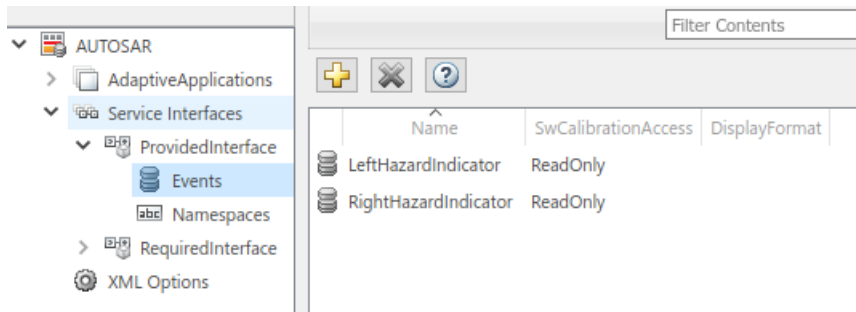 Filter Contents
AUTOSAR
AdaptiveApplications
Service Interfaces
ProvidedInterface
Events
abc Namespaces
RequiredInterface
XML Options
?
Name SwCalibrationAccess DisplayFormat
LeftHazardIndicator ReadOnly
RightHazardIndicator ReadOnly